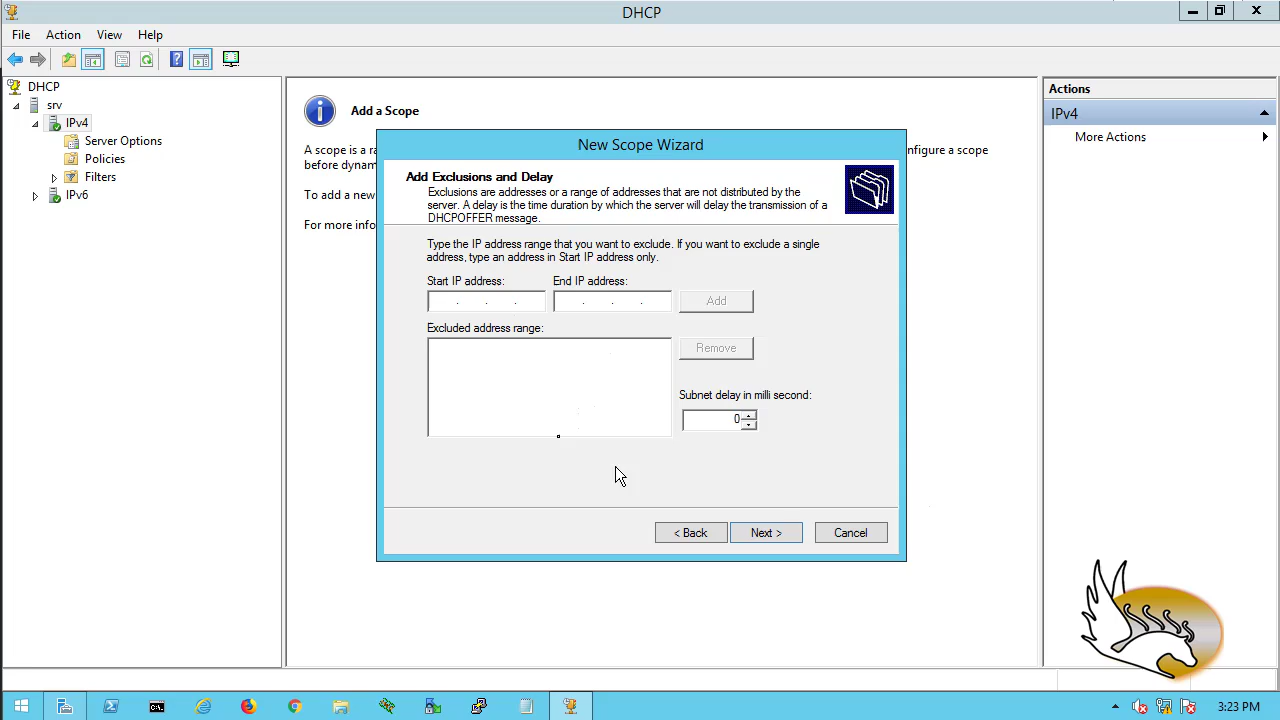 DHCP
File Action View Help
DHCP
srv
IPv4
Server Options
Policies
Filters
IPv6
Add a Scope
A scope is a ra
nfigure a scope
before dynam
To add a new
For more info
New Scope Wizard
Add Exclusions and Delay
Exclusions are addresses or a range of addresses that are not distributed by the
server. A delay is the time duration by which the server will delay the transmission of a
DHCPOFFER message.
Type the IP address range that you want to exclude. If you want to exclude a single
address, type an address in Start IP address only.
Start IP address: End IP address:
Add
Excluded address range:
Remove
Subnet delay in milli second:
0
< Back Next > Cancel
Actions
IPv4
More Actions
3:23 PM